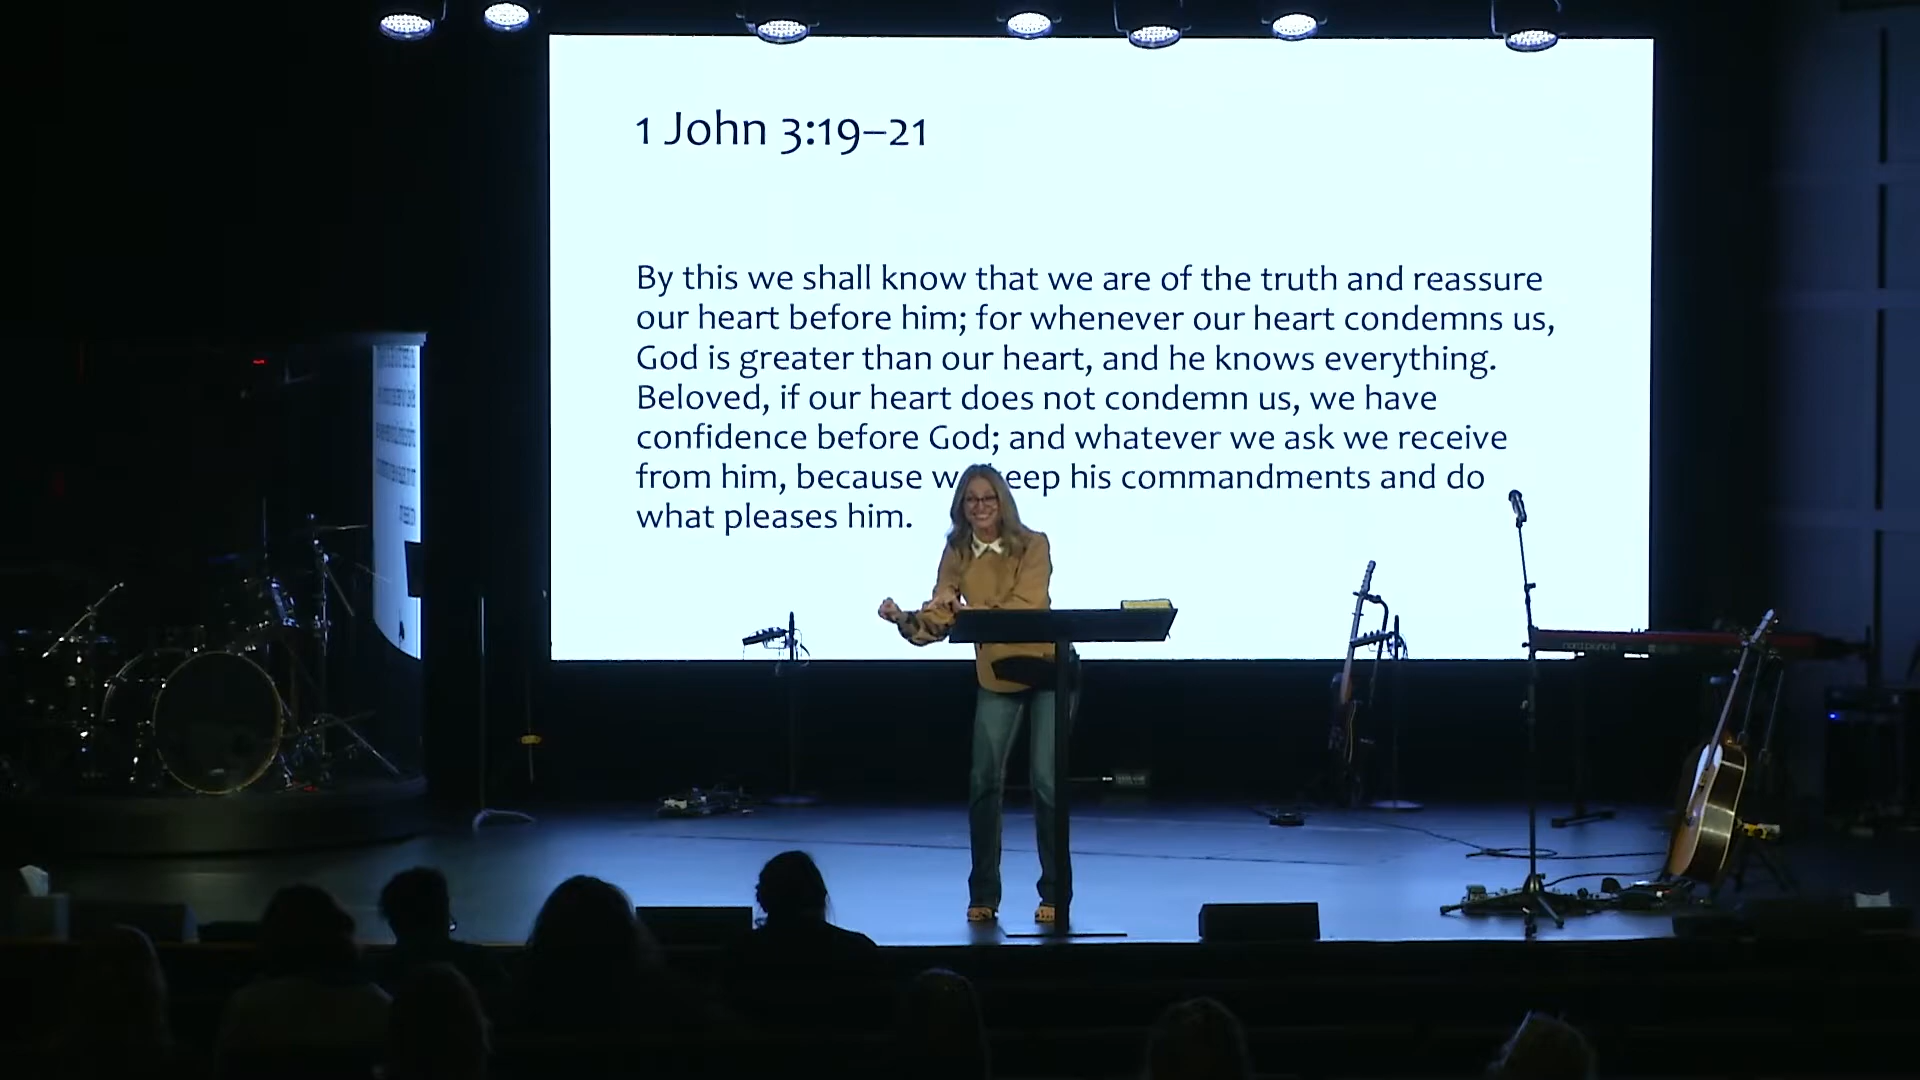 1 John 3:19–21
By this we shall know that we are of the truth and reassure
our heart before him; for whenever our heart condemns us,
God is greater than our heart, and he knows everything.
Beloved, if our heart does not condemn us, we have
confidence before God; and whatever we ask we receive
from him, because we keep his commandments and do
what pleases him.